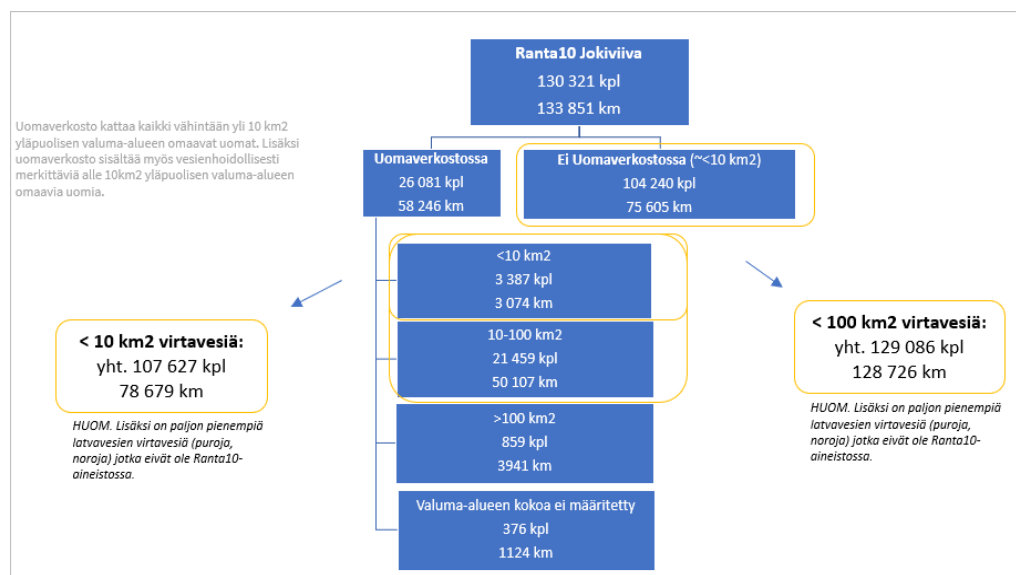 Ranta10 Jokiviiva
130 321 kpl
133 851 km
Uomaverkosto kattaa kaikki vähintään yli 10 km2
yläpuolisen valuma-alueen omaavat uomat. Lisäksi
uomaverkosto sisältää myös vesienhoidollisesti
merkittäviä alle 10km2 yläpuolisen valuma-alueen
omaavia uomia.
Uomaverkostossa
26 081 kpl
58 246 km
Ei Uomaverkostossa (~<10 km2)
104 240 kpl
75 605 km
<10 km2
3 387 kpl
3 074 km
10-100 km2
21 459 kpl
50 107 km
>100 km2
859 kpl
3941 km
Valuma-alueen kokoa ei määritetty
376 kpl
1124 km
< 10 km2 virtavesiä:
yht. 107 627 kpl
78 679 km
HUOM. Lisäksi on paljon pienempiä
latvavesien virtavesiä (puroja,
noroja) jotka eivät ole Ranta10-
aineistossa.
< 100 km2 virtavesiä:
yht. 129 086 kpl
128 726 km
HUOM. Lisäksi on paljon pienempiä
latvavesien virtavesiä (puroja,
noroja) jotka eivät ole Ranta10-
aineistossa.